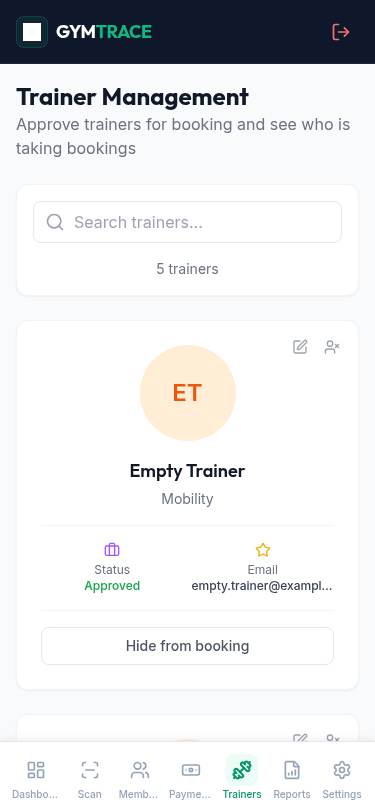 GYMTRACE
Trainer Management
Approve trainers for booking and see who is
taking bookings
Search trainers...
5 trainers
ET
Empty Trainer
Mobility
Status
Approved
Email
empty.trainer@exampl...
Hide from booking
Dashbo...
Scan
Memb...
Payme...
Trainers
Reports
Settings